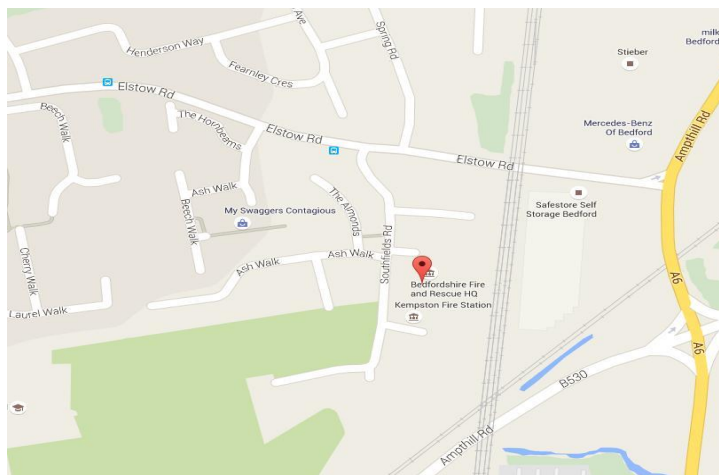 Henderson Way
Ave
Spring Rd
milk
Bedford
Stieber
Fearnley Cres
Elstow Rd
Beech Walk
The Hornbeams
Elstow Rd
Mercedes-Benz
Of Bedford
Ampthill Rd
Elstow Rd
Ash Walk
The Almonds
Safestore Self
Storage Bedford
Beech Walk
My Swaggers Contagious
A6
Cherry Walk
Ash Walk
Ash Walk
Southfields Rd
Bedfordshire Fire
and Rescue HQ
Kempston Fire Station
Laurel Walk
A6
B530
Ampthill Rd